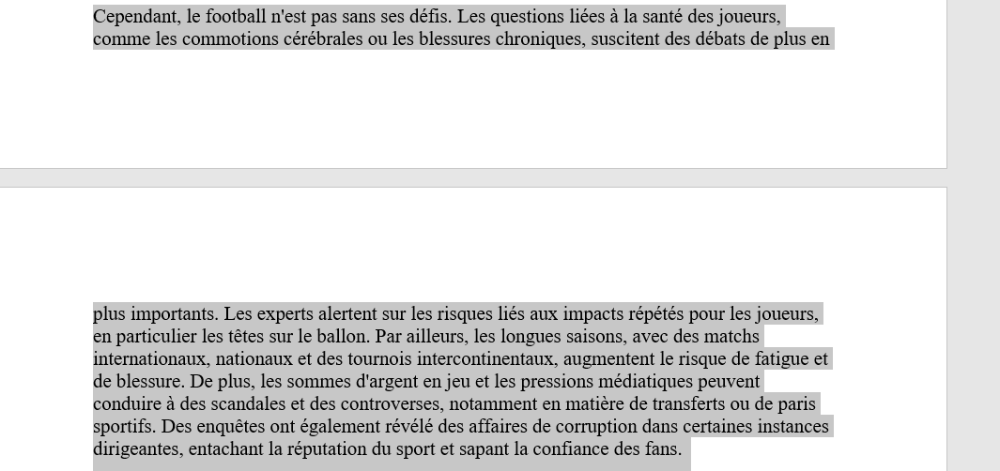 Cependant, le football n'est pas sans ses défis. Les questions liées à la santé des joueurs,
comme les commotions cérébrales ou les blessures chroniques, suscitent des débats de plus en
plus importants. Les experts alertent sur les risques liés aux impacts répétés pour les joueurs,
en particulier les têtes sur le ballon. Par ailleurs, les longues saisons, avec des matchs
internationaux, nationaux et des tournois intercontinentaux, augmentent le risque de fatigue et
de blessure. De plus, les sommes d'argent en jeu et les pressions médiatiques peuvent
conduire à des scandales et des controverses, notamment en matière de transferts ou de paris
sportifs. Des enquêtes ont également révélé des affaires de corruption dans certaines instances
dirigeantes, entachant la réputation du sport et sapant la confiance des fans.